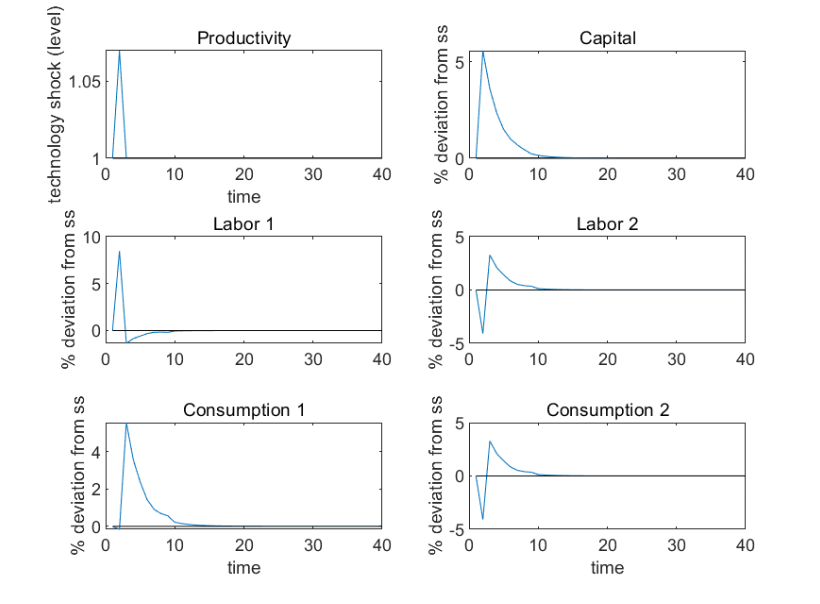 Productivity
technology shock (level)
1.05
1
0 10 20 30 40
time
Capital
% deviation from ss
5
0
0 10 20 30 40
Labor 1
% deviation from ss
10
5
0
0 10 20 30 40
Labor 2
% deviation from ss
5
0
-5
0 10 20 30 40
Consumption 1
% deviation from ss
4
2
0
0 10 20 30 40
time
Consumption 2
% deviation from ss
5
0
-5
0 10 20 30 40
time